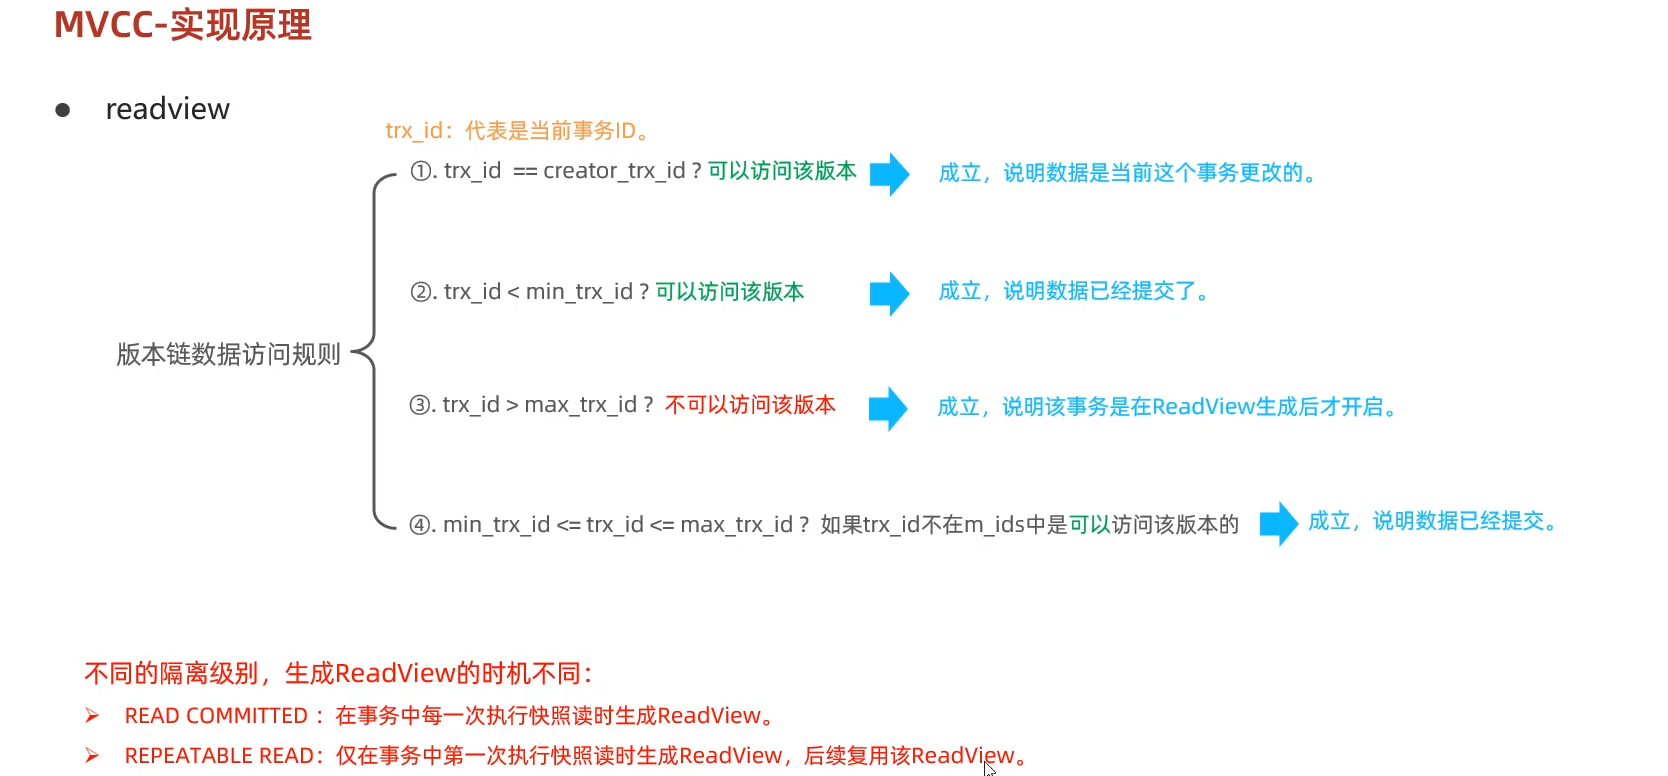 MVCC-实现原理
● readview
trx_id：代表是当前事务ID。
①. trx_id == creator_trx_id ? 可以访问该版本
成立，说明数据是当前这个事务更改的。
②. trx_id < min_trx_id ? 可以访问该版本
成立，说明数据已经提交了。
版本链数据访问规则
③. trx_id > max_trx_id ? 不可以访问该版本
成立，说明该事务是在ReadView生成后才开启。
④. min_trx_id <= trx_id <= max_trx_id ? 如果trx_id不在m_ids中是可以访问该版本的
成立，说明数据已经提交。
不同的隔离级别，生成ReadView的时机不同：
➢ READ COMMITTED ：在事务中每一次执行快照读时生成ReadView。
➢ REPEATABLE READ：仅在事务中第一次执行快照读时生成ReadView，后续复用该ReadView。